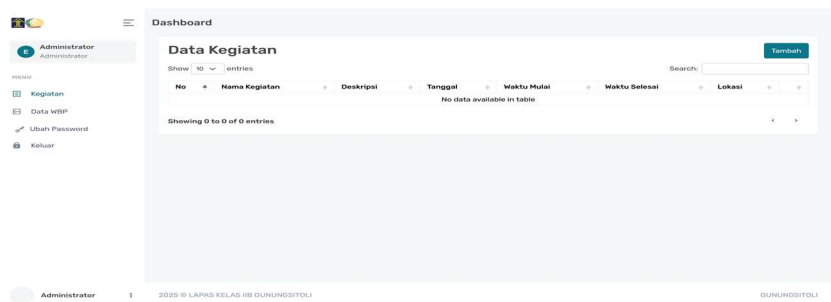 Dashboard
E
Administrator
Administrator
MENU
Kegiatan
Data WBP
Ubah Password
Keluar
Data Kegiatan
Tambah
Show 10 entries
Search:
No Nama Kegiatan Deskripsi Tanggal Waktu Mulai Waktu Selesai Lokasi
No data available in table
Showing 0 to 0 of 0 entries
Administrator
2025 © LAPAS KELAS IIB GUNUNGSITOLI
GUNUNGSITOLI